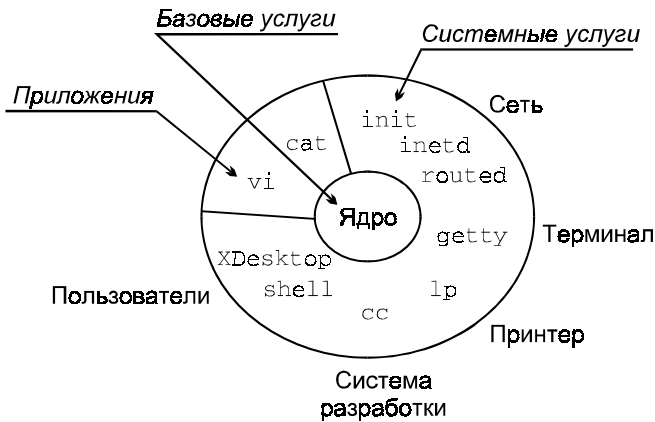 Базовые услуги
Системные услуги
Приложения
Сеть
init
inetd
cat
routed
vi
Ядро
getty
Терминал
XDesktop
shell
lp
Пользователи
cc
Принтер
Система
разработки